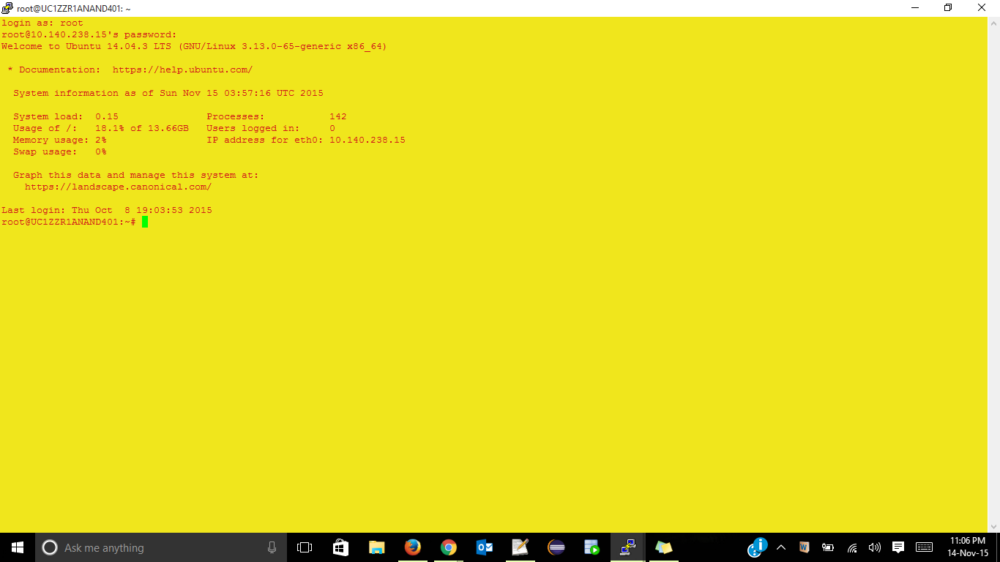 root@UC1ZZR1ANAND401: ~
login as: root
root@10.140.238.15's password:
Welcome to Ubuntu 14.04.3 LTS (GNU/Linux 3.13.0-65-generic x86_64)
* Documentation:  https://help.ubuntu.com/
System information as of Sun Nov 15 03:57:16 UTC 2015
System load:  0.15               Processes:           142
Usage of /:   18.1% of 13.66GB   Users logged in:     0
Memory usage: 2%                 IP address for eth0: 10.140.238.15
Swap usage:   0%
Graph this data and manage this system at:
https://landscape.canonical.com/
Last login: Thu Oct  8 19:03:53 2015
root@UC1ZZR1ANAND401:~#
Ask me anything
11:06 PM
14-Nov-15